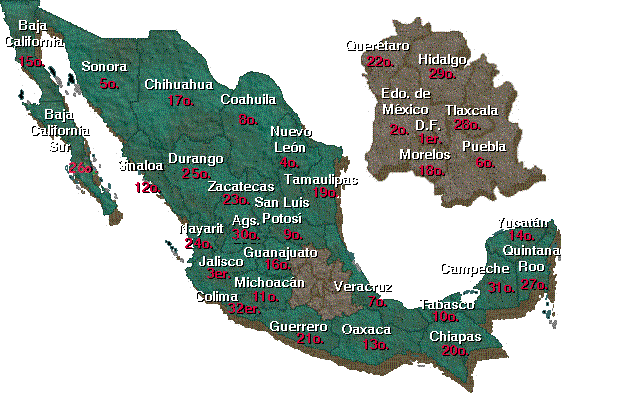 Baja
California
15o.
Sonora
5o.
Chihuahua
17o.
Coahuila
8o.
Baja
California
Sur
26o.
Nuevo
León
4o.
Sinaloa
12o.
Durango
25o.
Zacatecas
23o.
Tamaulipas
19o.
San Luis
Potosí
9o.
Ags.
30o.
Nayarit
24o.
Guanajuato
16o.
Jalisco
3er.
Michoacán
11o.
Colima
32er.
Veracruz
7o.
Guerrero
21o.
Oaxaca
13o.
Tabasco
10o.
Chiapas
20o.
Campeche
31o.
Yucatán
14o.
Quintana
Roo
27o.
Querétaro
22o.
Hidalgo
29o.
Edo. de
México
2o.
D.F.
1er.
Tlaxcala
28o.
Morelos
18o.
Puebla
6o.